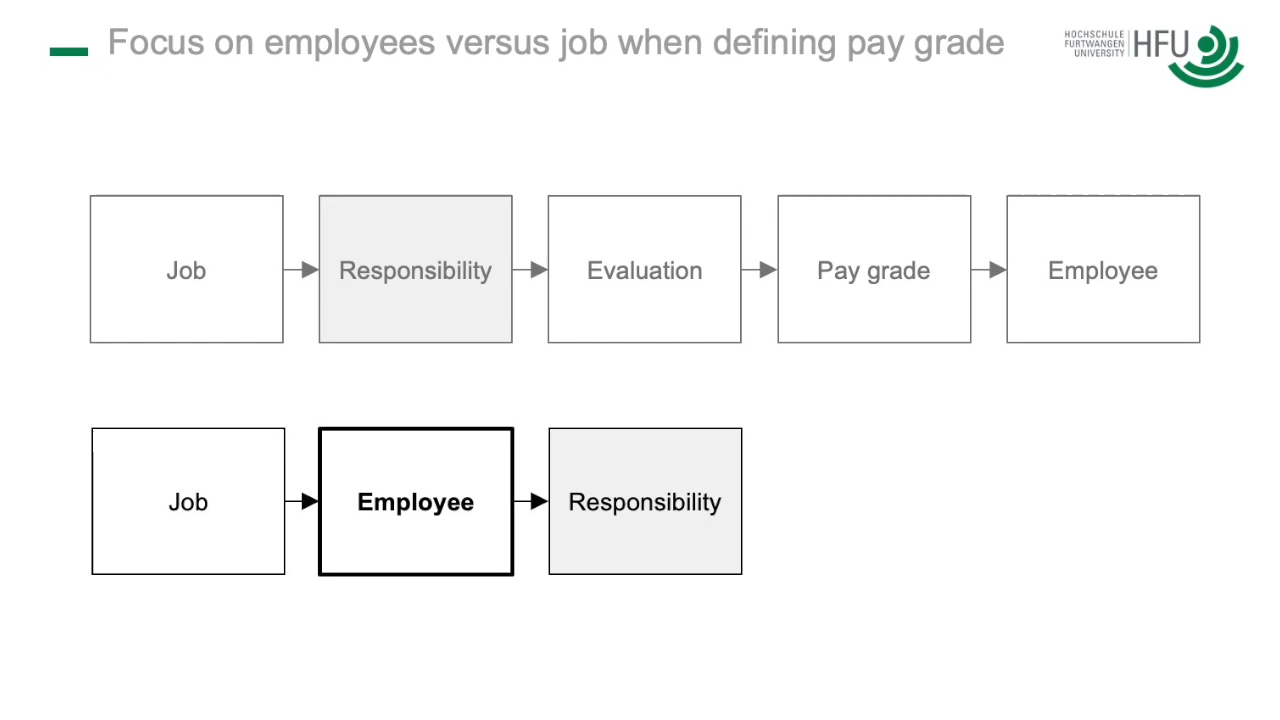 Focus on employees versus job when defining pay grade
HOCHSCHULE
FURTWANGEN
UNIVERSITY
HFU
Job
Responsibility
Evaluation
Pay grade
Employee
Job
Employee
Responsibility